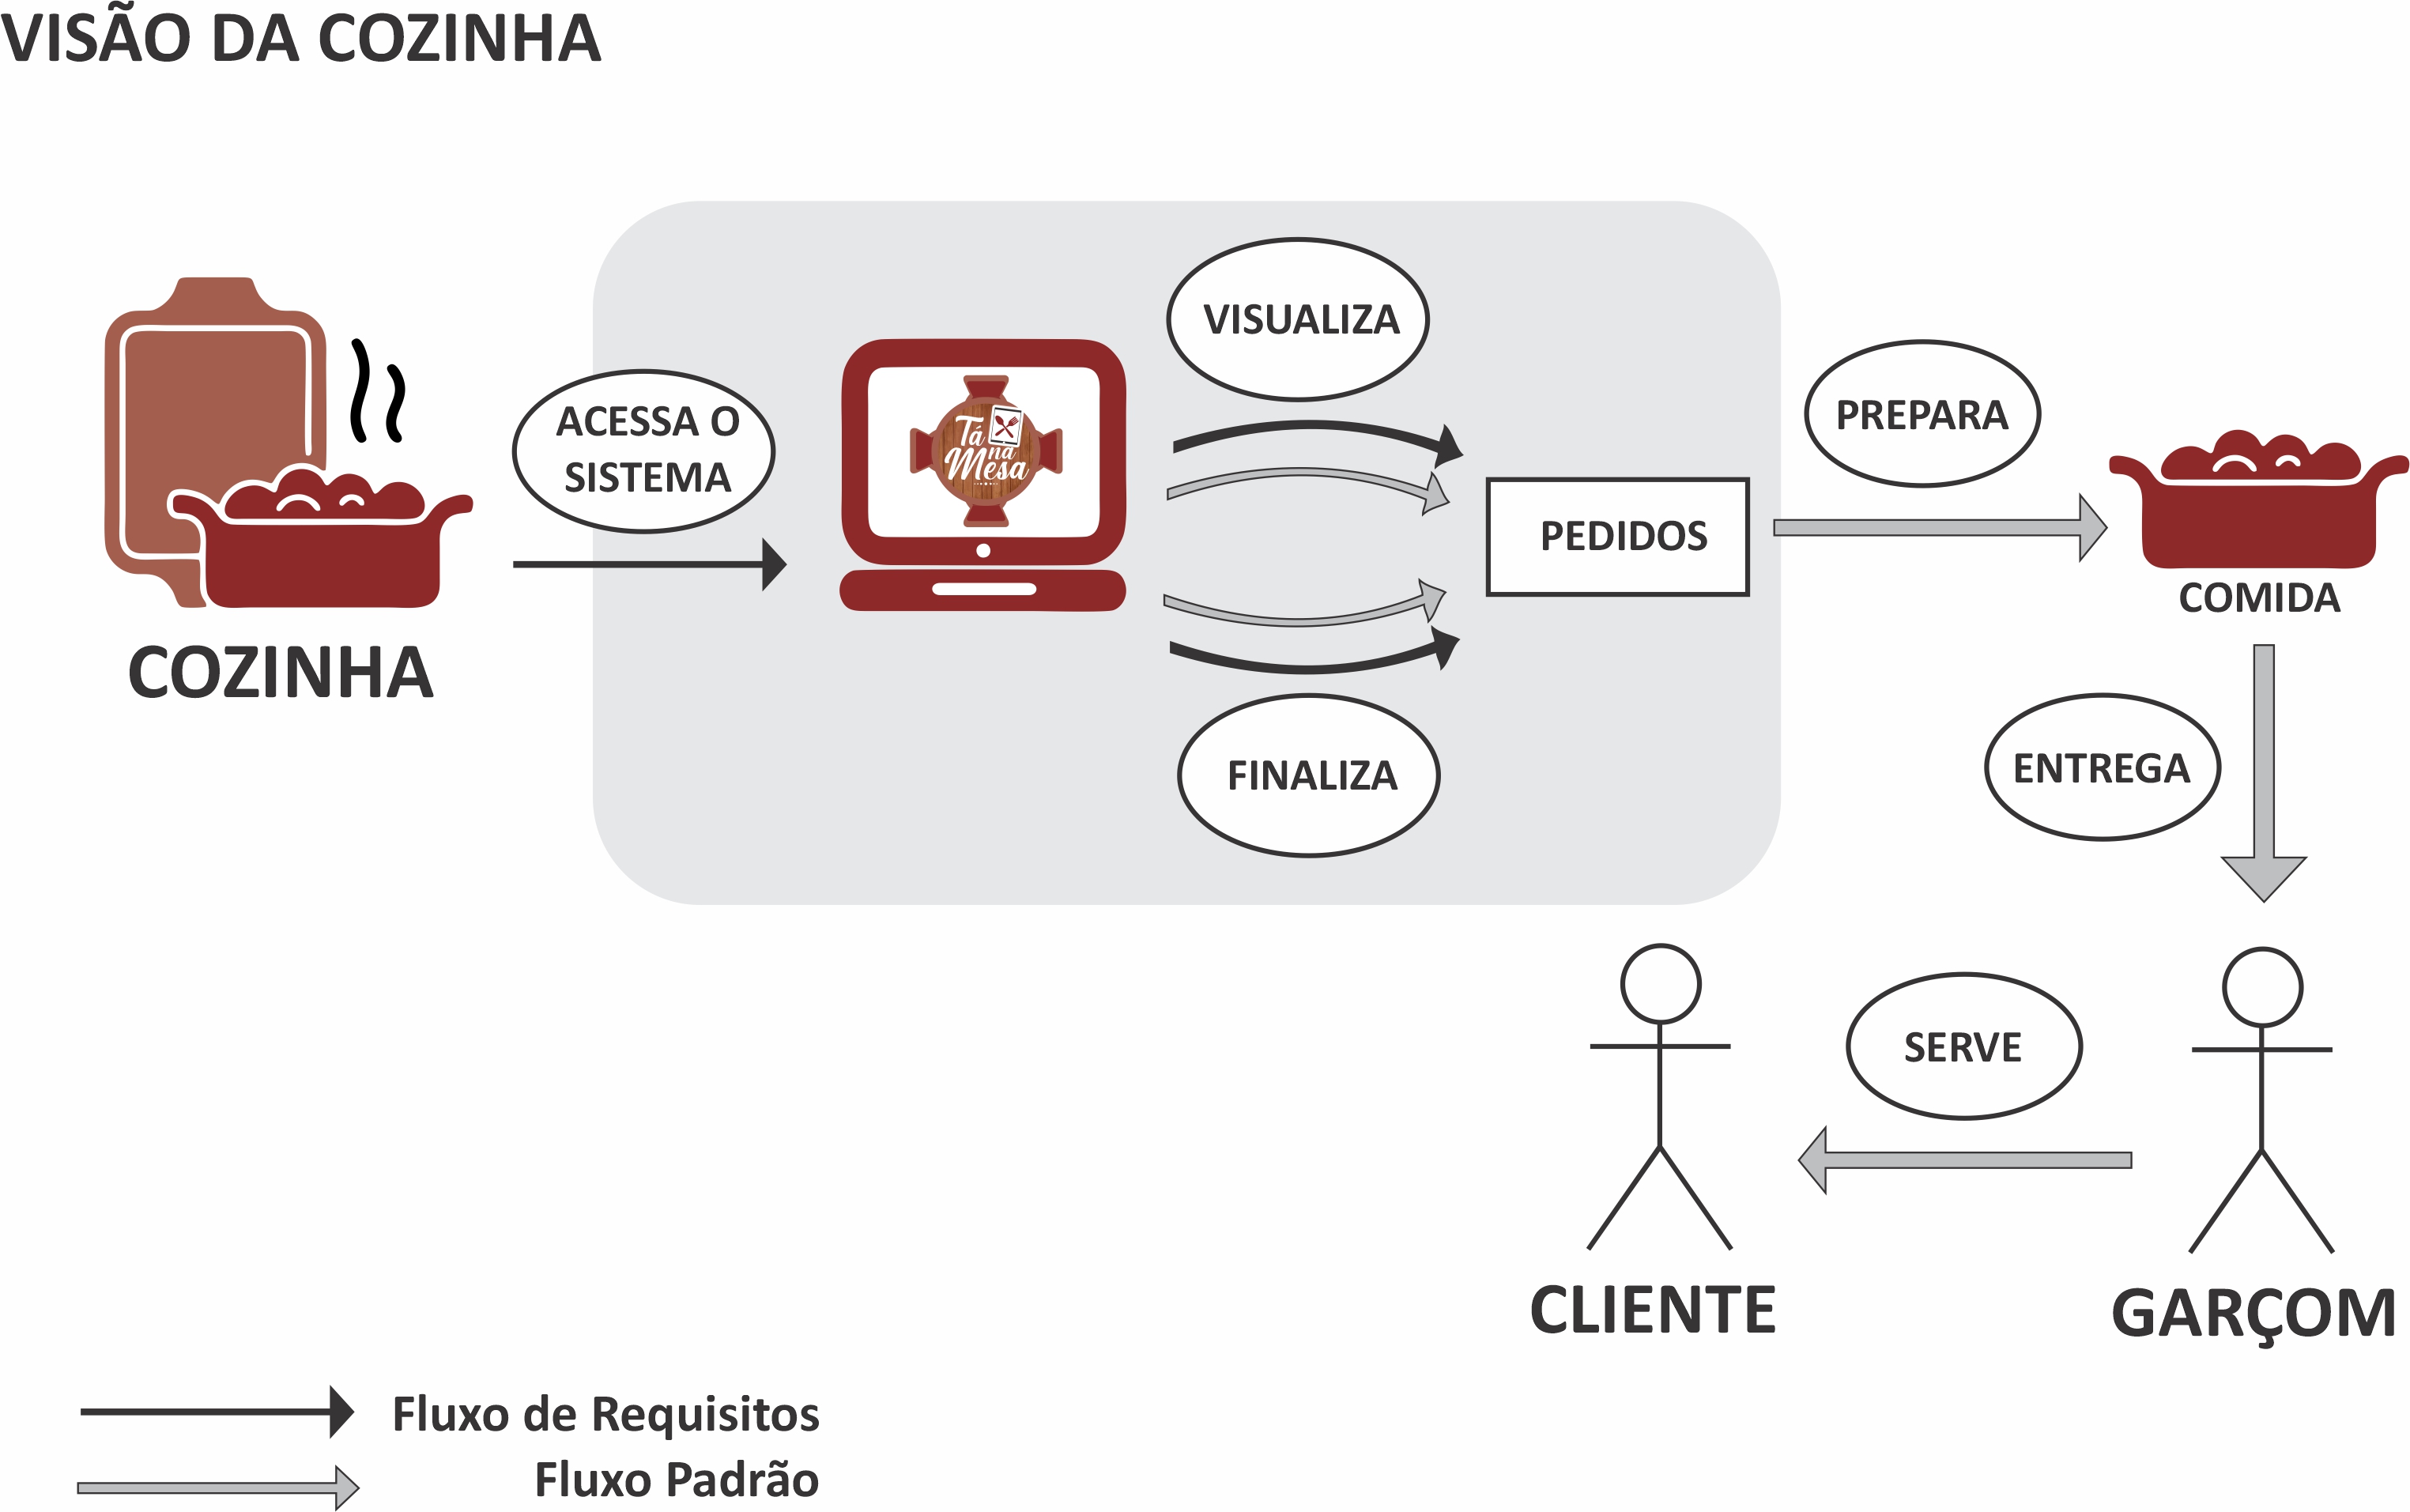 VISÃO DA COZINHA
VISUALIZA
ACESSA O
SISTEMA
Tá
na
Mesa
PREPARA
PEDIDOS
COMIDA
COZINHA
FINALIZA
ENTREGA
SERVE
CLIENTE
GARÇOM
Fluxo de Requisitos
Fluxo Padrão